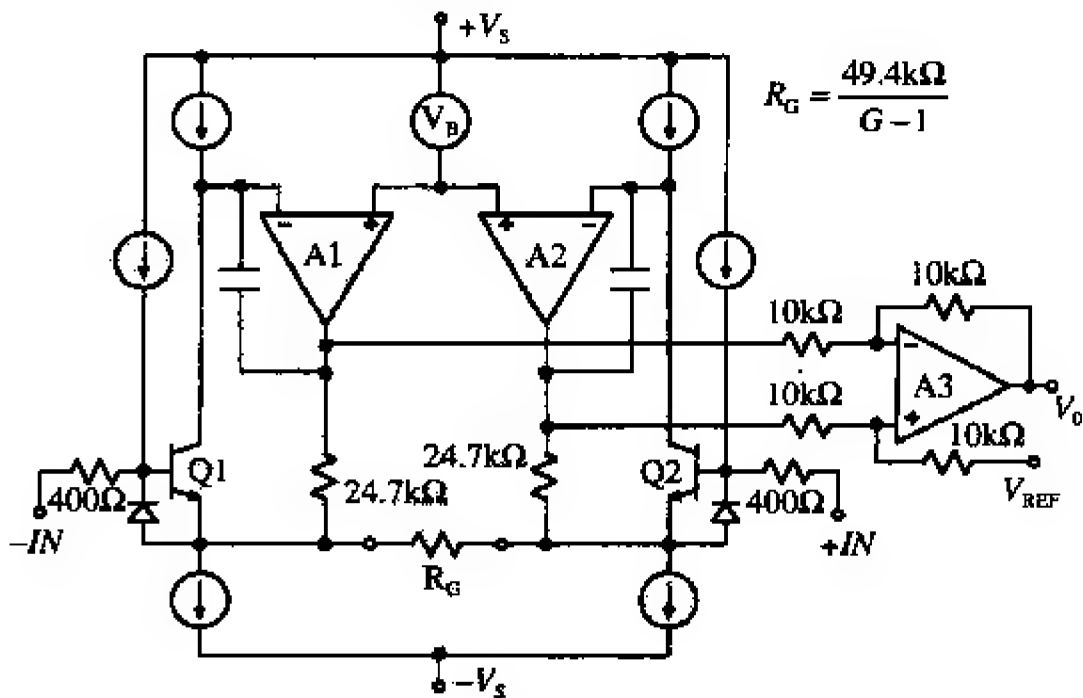 +V_S
R_G = 49.4kΩ / G − 1
V_B
− +
+ −
A1
A2
10kΩ
10kΩ
−
A3
10kΩ
+
V_0
10kΩ
24.7kΩ
Q1
Q2
400Ω
24.7kΩ
400Ω
V_REF
−IN
R_G
+IN
−V_S